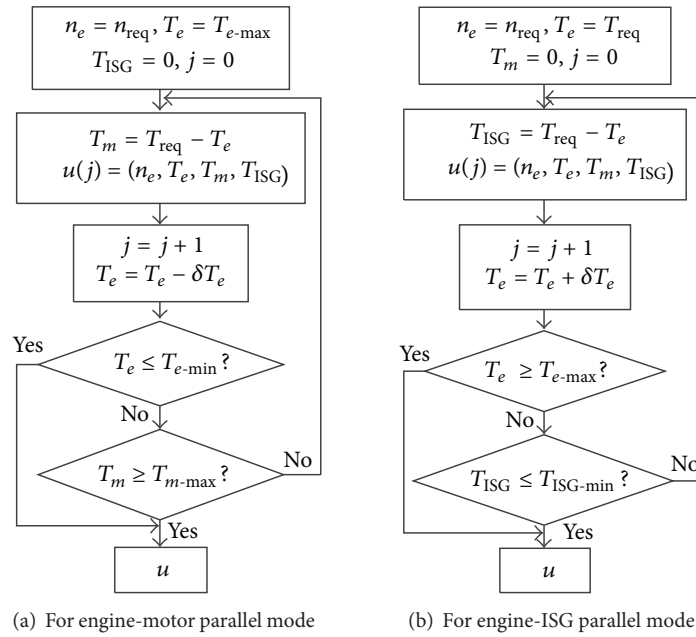 n_e = n_req, T_e = T_e-max
T_ISG = 0, j = 0
T_m = T_req − T_e
u(j) = (n_e, T_e, T_m, T_ISG)
j = j + 1
T_e = T_e − δT_e
Yes
T_e ≤ T_e-min?
No
T_m ≥ T_m-max?
No
Yes
u
(a) For engine-motor parallel mode
n_e = n_req, T_e = T_req
T_m = 0, j = 0
T_ISG = T_req − T_e
u(j) = (n_e, T_e, T_m, T_ISG)
j = j + 1
T_e = T_e + δT_e
Yes
T_e ≥ T_e-max?
No
T_ISG ≤ T_ISG-min?
No
Yes
u
(b) For engine-ISG parallel mode